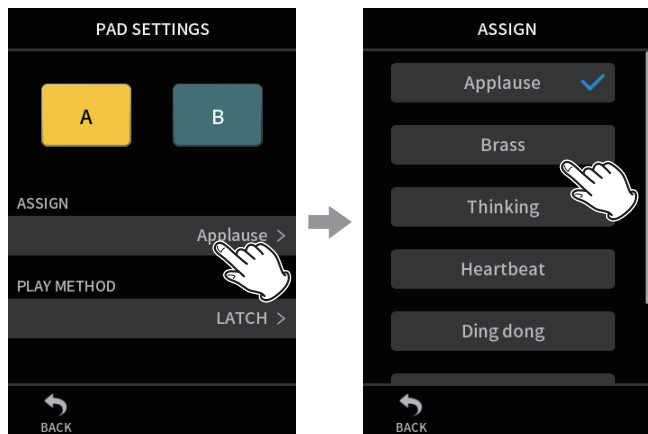 PAD SETTINGS
A
B
ASSIGN
Applause >
PLAY METHOD
LATCH >
BACK
ASSIGN
Applause
Brass
Thinking
Heartbeat
Ding dong
BACK